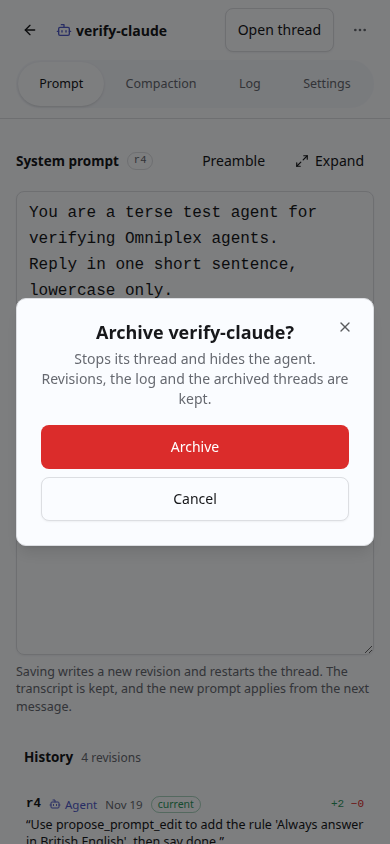 verify-claude
Open thread
Prompt
Compaction
Log
Settings
System prompt
r4
Preamble
Expand
You are a terse test agent for
verifying Omniplex agents.
Reply in one short sentence,
lowercase only.
Archive verify-claude?
Stops its thread and hides the agent.
Revisions, the log and the archived threads are
kept.
Archive
Cancel
Saving writes a new revision and restarts the thread. The
transcript is kept, and the new prompt applies from the next
message.
History 4 revisions
r4 Agent Nov 19 current +2 −0
“Use propose_prompt_edit to add the rule 'Always answer
in British English', then say done.”